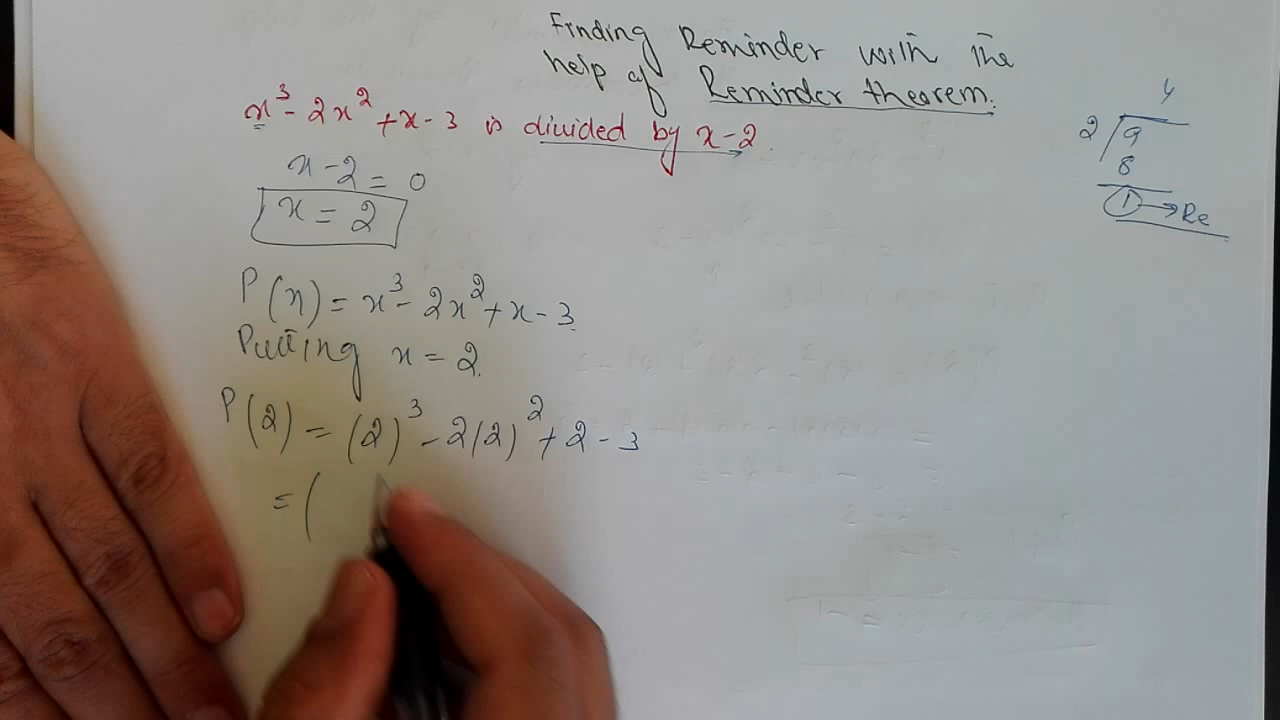 Finding Reminder with the
help of Reminder theorem.
x³ - 2x² + x - 3 is divided by x - 2.
x - 2 = 0
x = 2
P(x) = x³ - 2x² + x - 3.
Putting x = 2.
P(2) = (2)³ - 2(2)² + 2 - 3
= (
4
2 9
8
1 → Re